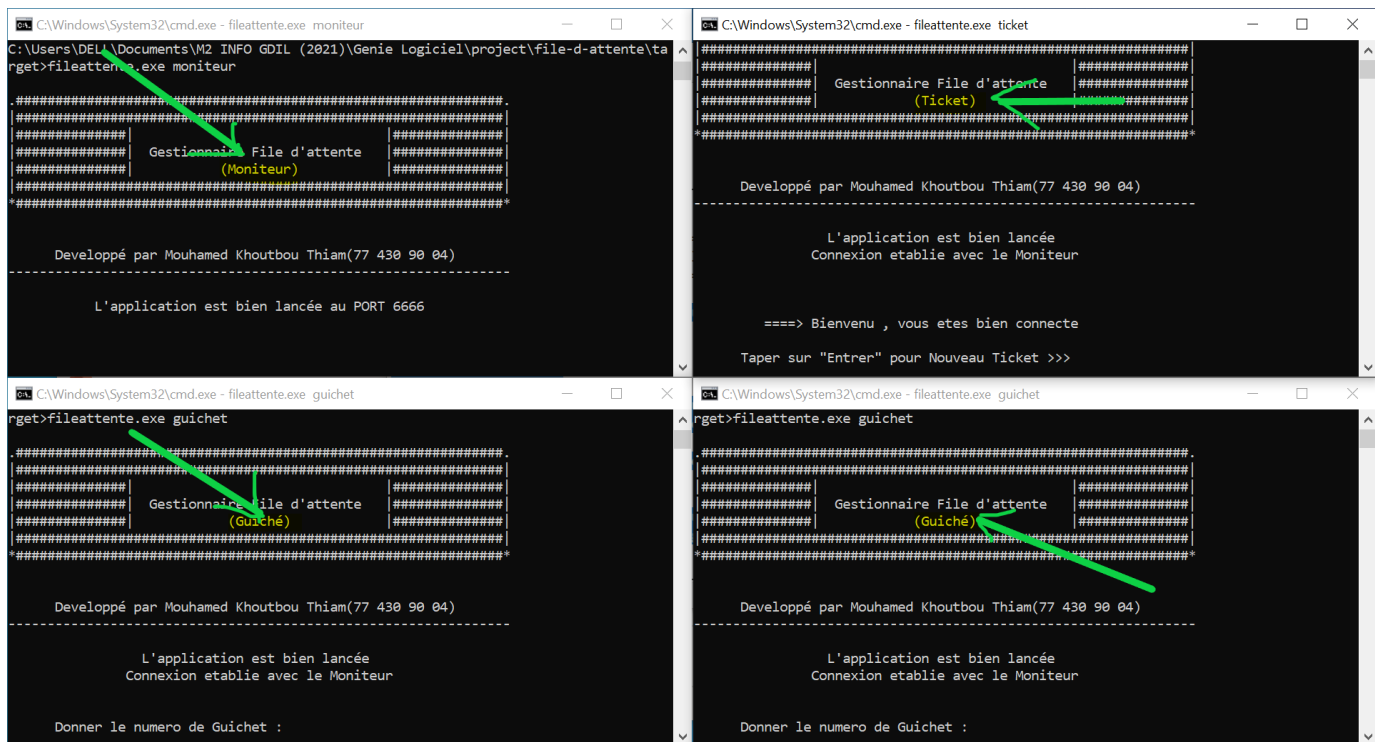 C:\Windows\System32\cmd.exe - fileattente.exe moniteur
C:\Users\DELL\Documents\M2 INFO GDIL (2021)\Genie Logiciel\project\file-d-attente\ta
rget>fileattente.exe moniteur
.###############################################################.
|###############################################################|
|##############| |##############|
|##############| Gestionnaire File d'attente |##############|
|##############| (Moniteur) |##############|
|###############################################################|
*###############################################################*
Developpé par Mouhamed Khoutbou Thiam(77 430 90 04)
----------------------------------------------------------------
L'application est bien lancée au PORT 6666
C:\Windows\System32\cmd.exe - fileattente.exe ticket
|###############################################################|
|##############| |##############|
|##############| Gestionnaire File d'attente |##############|
|##############| (Ticket) |##############|
|###############################################################|
*###############################################################*
Developpé par Mouhamed Khoutbou Thiam(77 430 90 04)
----------------------------------------------------------------
L'application est bien lancée
Connexion etablie avec le Moniteur
====> Bienvenu , vous etes bien connecte
Taper sur "Entrer" pour Nouveau Ticket >>>
C:\Windows\System32\cmd.exe - fileattente.exe guichet
rget>fileattente.exe guichet
.###############################################################.
|###############################################################|
|##############| |##############|
|##############| Gestionnaire File d'attente |##############|
|##############| (Guiché) |##############|
|###############################################################|
*###############################################################*
Developpé par Mouhamed Khoutbou Thiam(77 430 90 04)
----------------------------------------------------------------
L'application est bien lancée
Connexion etablie avec le Moniteur
Donner le numero de Guichet :
C:\Windows\System32\cmd.exe - fileattente.exe guichet
rget>fileattente.exe guichet
.###############################################################.
|###############################################################|
|##############| |##############|
|##############| Gestionnaire File d'attente |##############|
|##############| (Guiché) |##############|
|###############################################################|
*###############################################################*
Developpé par Mouhamed Khoutbou Thiam(77 430 90 04)
----------------------------------------------------------------
L'application est bien lancée
Connexion etablie avec le Moniteur
Donner le numero de Guichet :